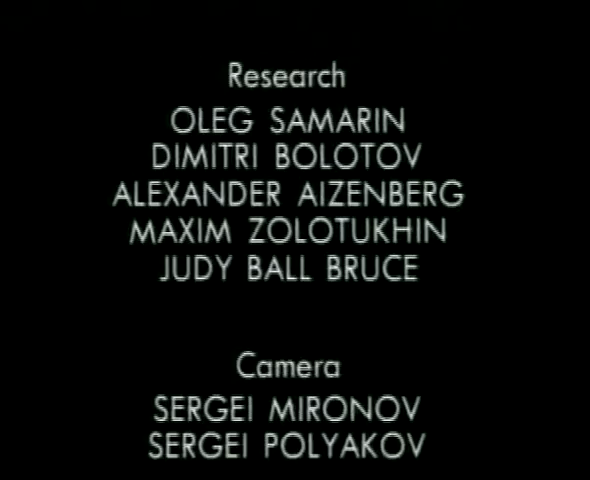 Research
OLEG SAMARIN
DIMITRI BOLOTOV
ALEXANDER AIZENBERG
MAXIM ZOLOTUKHIN
JUDY BALL BRUCE
Camera
SERGEI MIRONOV
SERGEI POLYAKOV